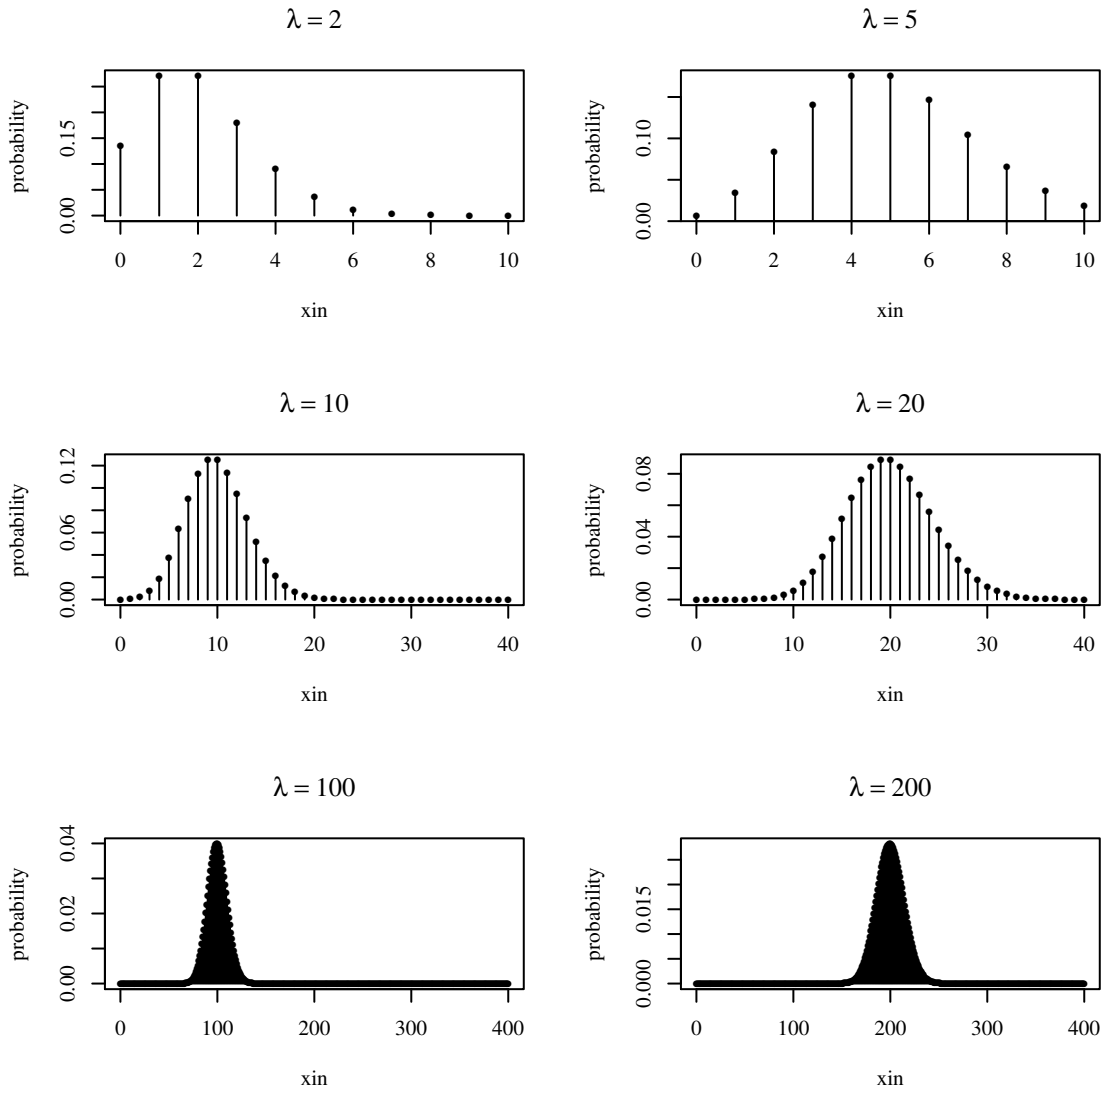 λ = 2
probability
0.00 0.15
0 2 4 6 8 10
xin
λ = 5
probability
0.00 0.10
0 2 4 6 8 10
xin
λ = 10
probability
0.00 0.06 0.12
0 10 20 30 40
xin
λ = 20
probability
0.00 0.04 0.08
0 10 20 30 40
xin
λ = 100
probability
0.00 0.02 0.04
0 100 200 300 400
xin
λ = 200
probability
0.000 0.015
0 100 200 300 400
xin